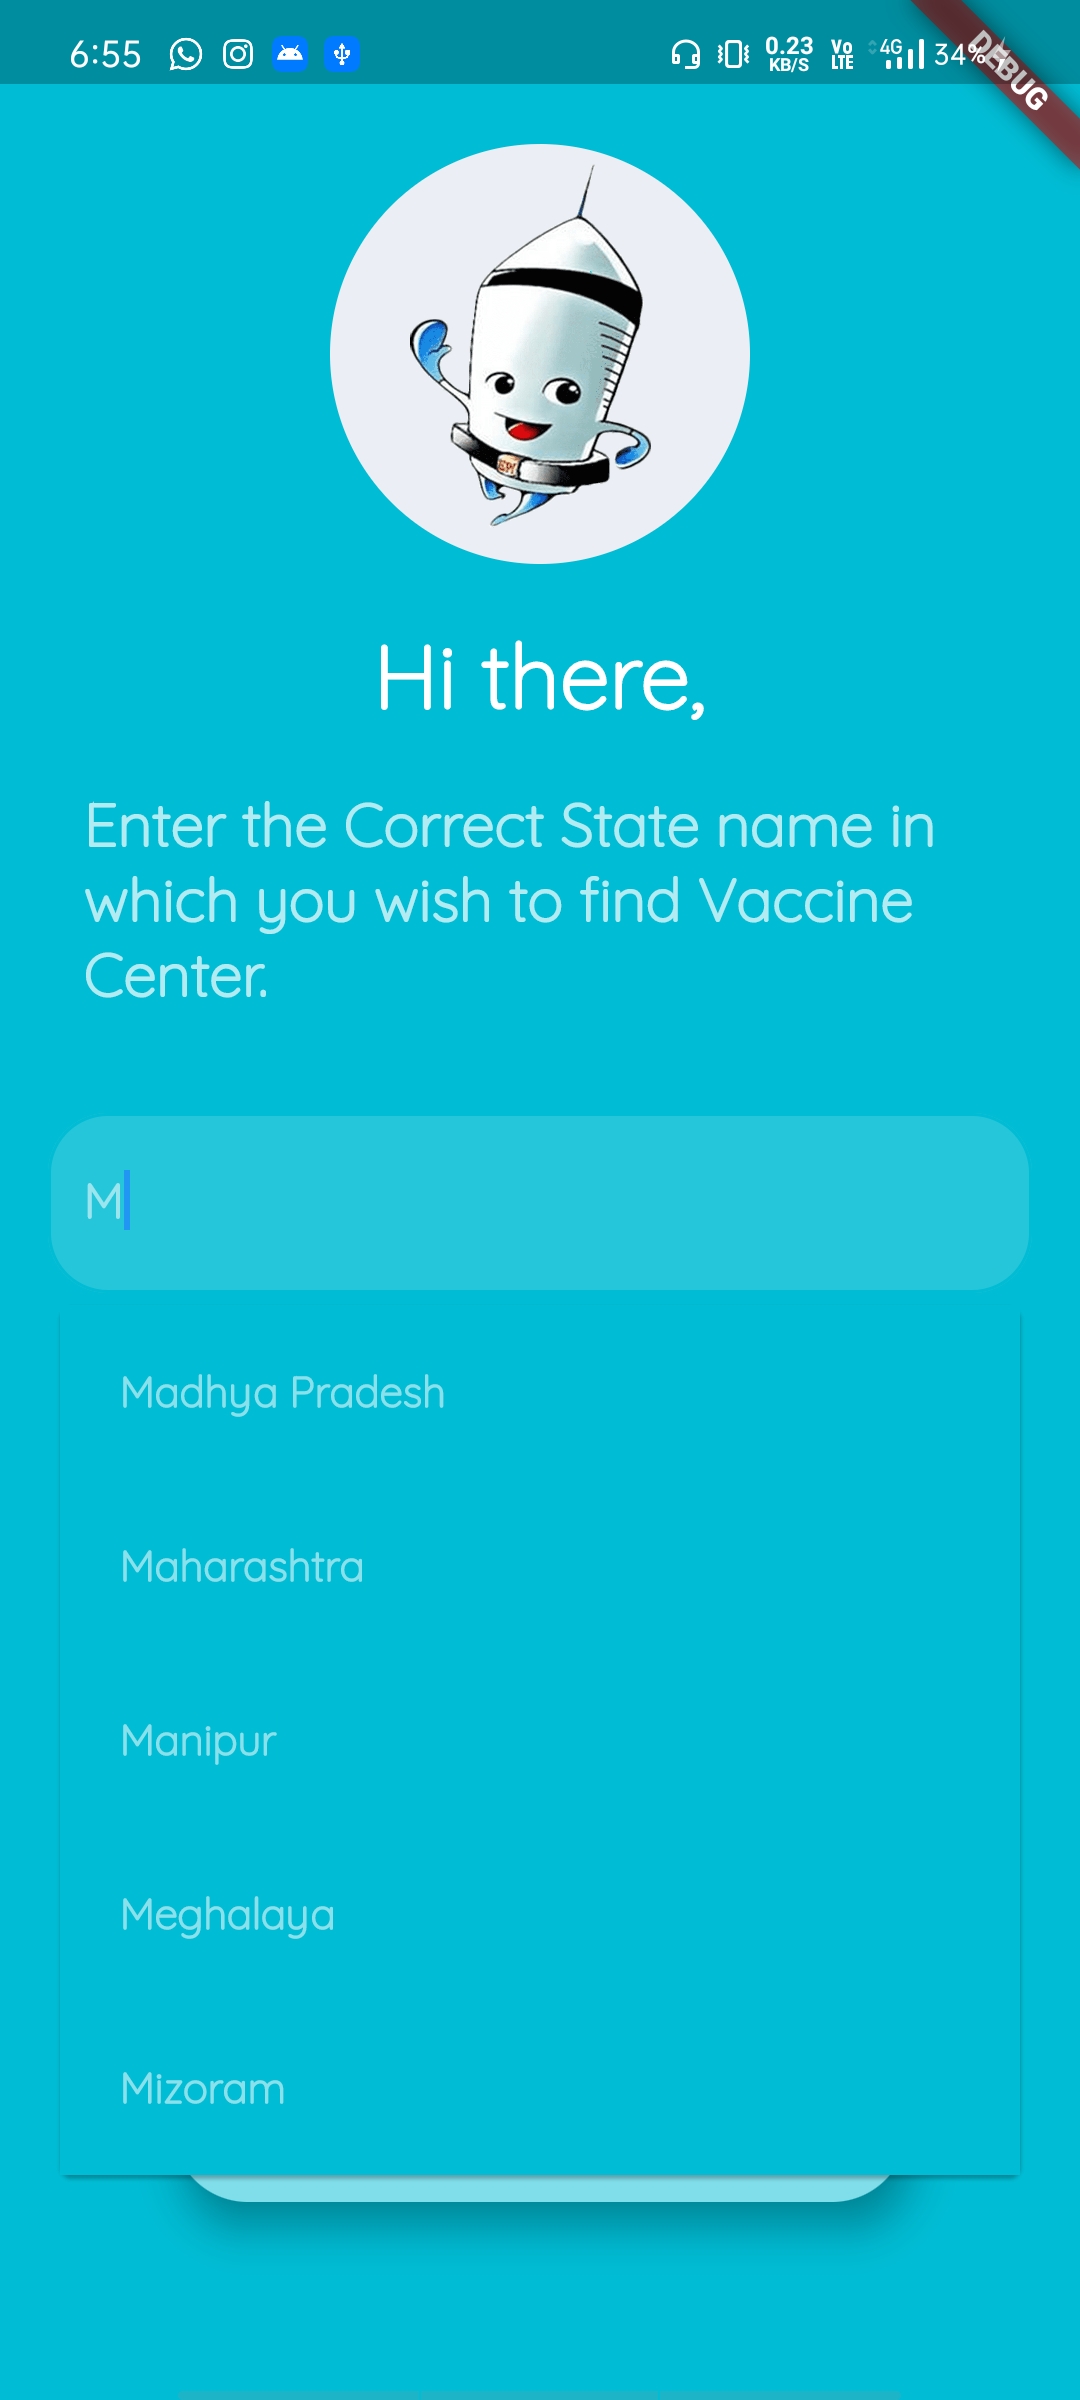 6:55 0.23 KB/S Vo LTE 4G 34%
DEBUG
EPI
Hi there,
Enter the Correct State name in
which you wish to find Vaccine
Center.
M
Madhya Pradesh
Maharashtra
Manipur
Meghalaya
Mizoram